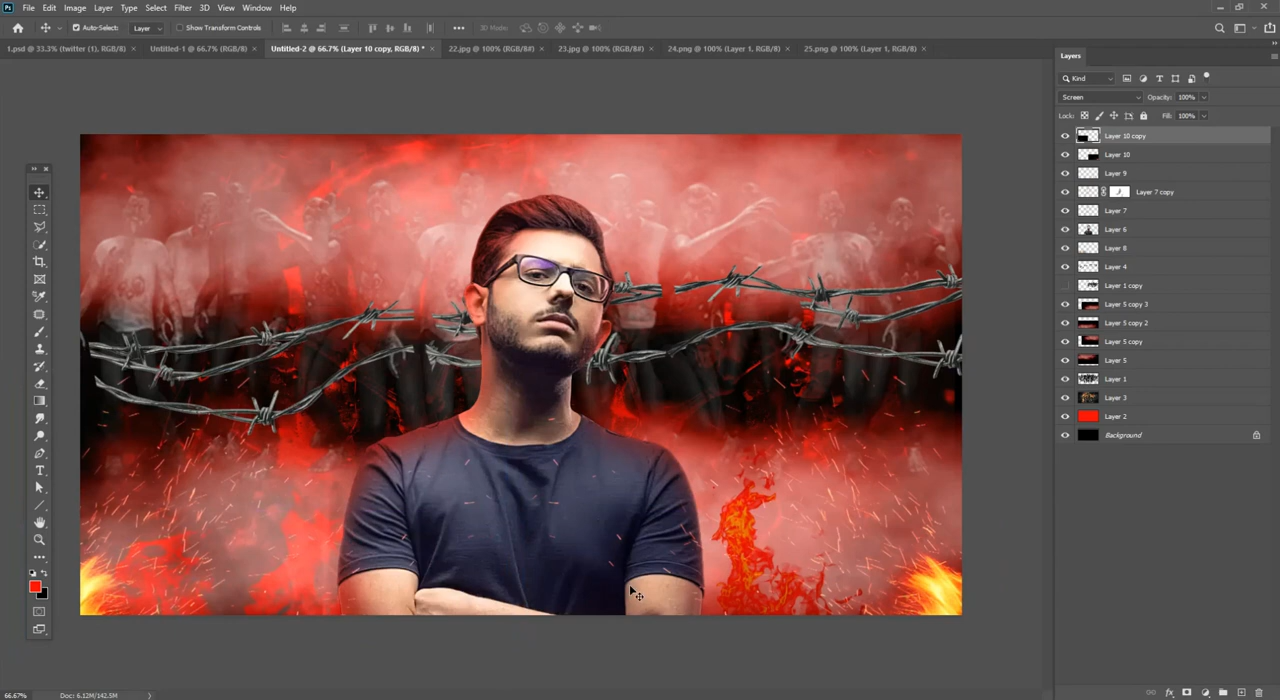 Ps File Edit Image Layer Type Select Filter 3D View Window Help
Auto-Select: Layer Show Transform Controls ••• 3D Mode:
1.psd @ 33.3% (twitter (1), RGB/8) × Untitled-1 @ 66.7% (RGB/8) × Untitled-2 @ 66.7% (Layer 10 copy, RGB/8) * × 22.jpg @ 100% (RGB/8#) × 23.jpg @ 100% (RGB/8#) × 24.png @ 100% (Layer 1, RGB/8) × 25.png @ 100% (Layer 1, RGB/8) ×
Layers
Kind
Screen Opacity: 100%
Lock: Fill: 100%
Layer 10 copy
Layer 10
Layer 9
Layer 7 copy
Layer 7
Layer 6
Layer 8
Layer 4
Layer 1 copy
Layer 5 copy 3
Layer 5 copy 2
Layer 5 copy
Layer 5
Layer 1
Layer 3
Layer 2
Background
66.67% Doc: 6.12M/142.5M